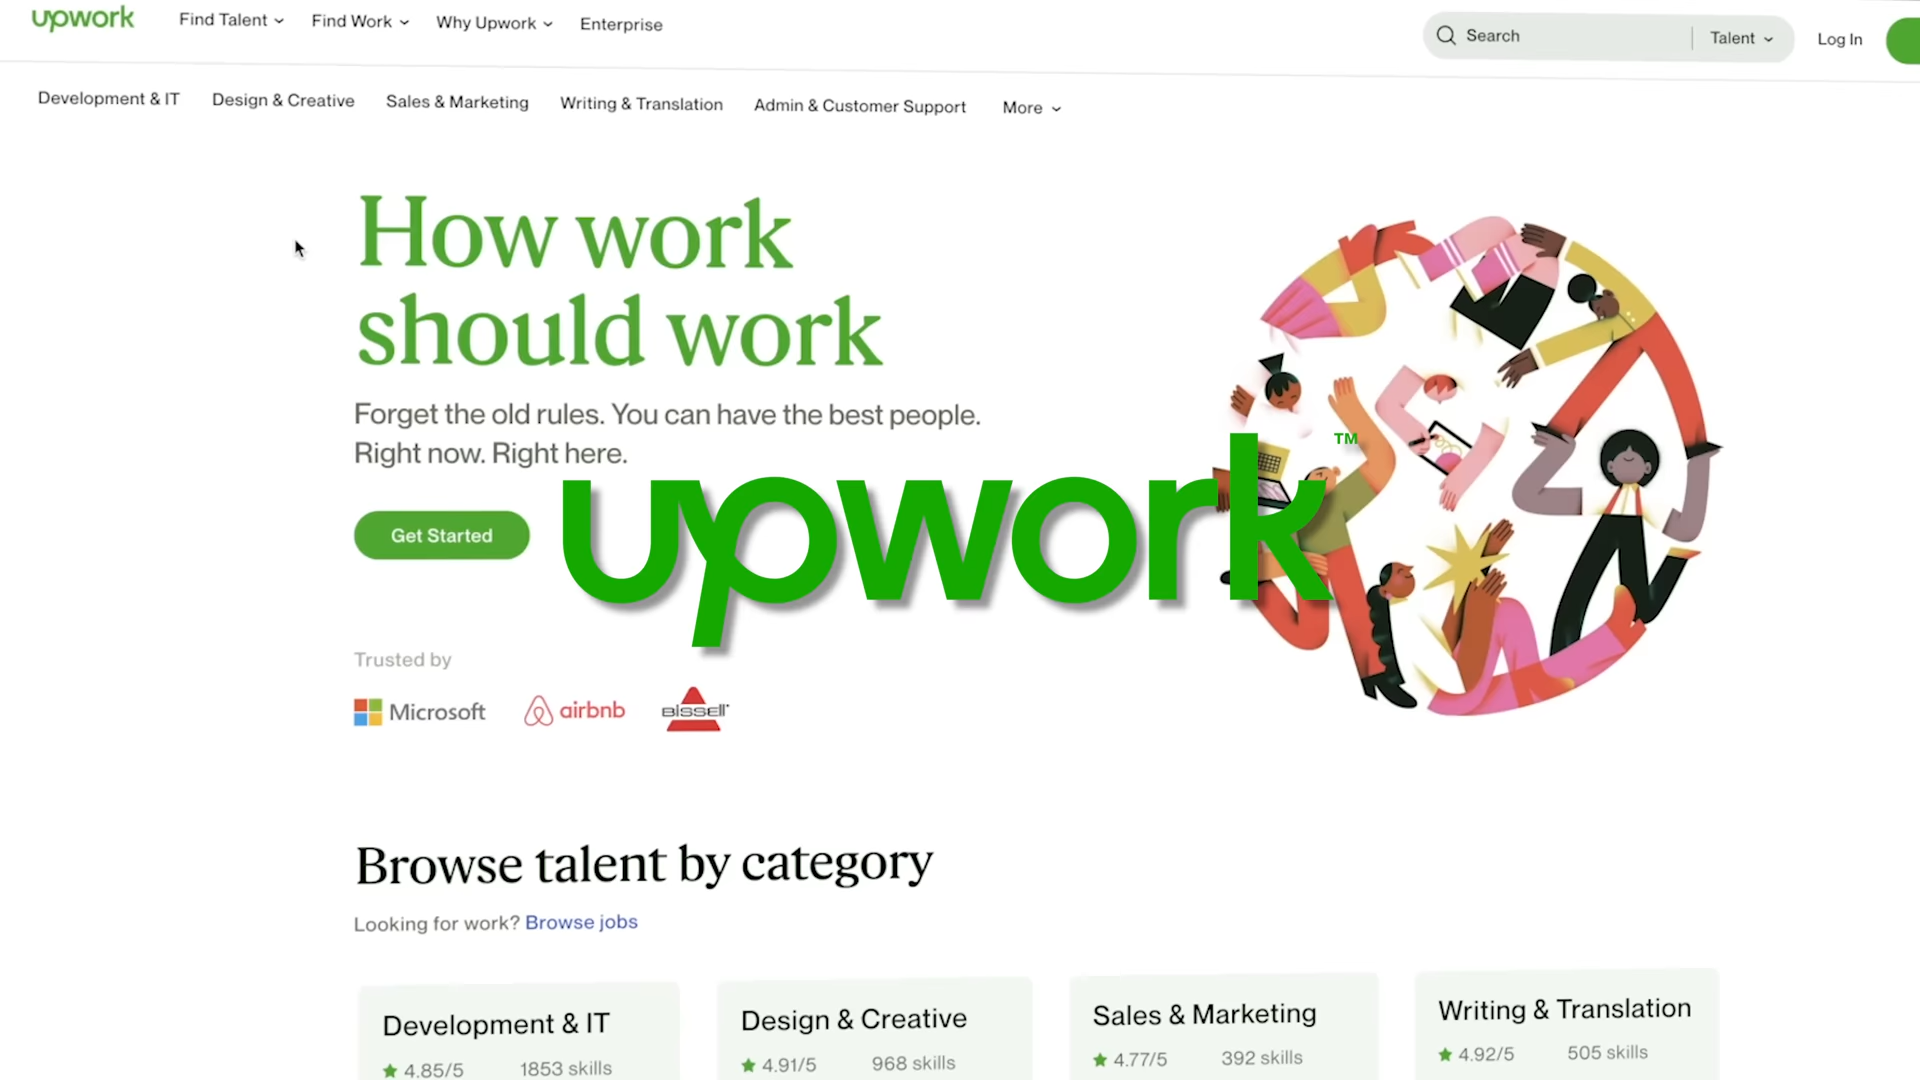 upwork
Find Talent
Find Work
Why Upwork
Enterprise
Search
Talent
Log In
Development & IT
Design & Creative
Sales & Marketing
Writing & Translation
Admin & Customer Support
More
How work
should work
Forget the old rules. You can have the best people.
Right now. Right here.
upwork™
Get Started
Trusted by
Microsoft
airbnb
BISSELL
Browse talent by category
Looking for work? Browse jobs
Development & IT
4.85/5
1853 skills
Design & Creative
4.91/5
968 skills
Sales & Marketing
4.77/5
392 skills
Writing & Translation
4.92/5
505 skills